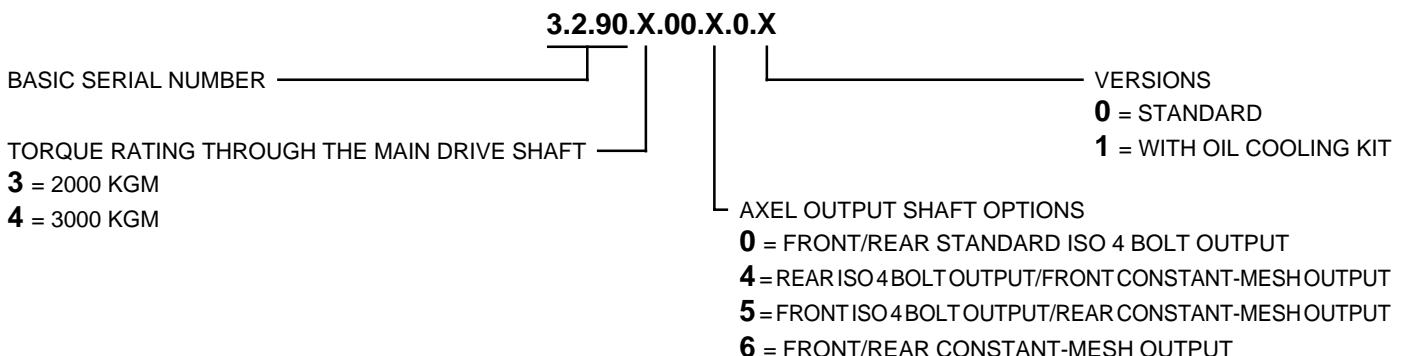 3.2.90.X.00.X.0.X
BASIC SERIAL NUMBER
TORQUE RATING THROUGH THE MAIN DRIVE SHAFT
3 = 2000 KGM
4 = 3000 KGM
VERSIONS
0 = STANDARD
1 = WITH OIL COOLING KIT
AXEL OUTPUT SHAFT OPTIONS
0 = FRONT/REAR STANDARD ISO 4 BOLT OUTPUT
4 = REAR ISO 4 BOLT OUTPUT/FRONT CONSTANT-MESH OUTPUT
5 = FRONT ISO 4 BOLT OUTPUT/REAR CONSTANT-MESH OUTPUT
6 = FRONT/REAR CONSTANT-MESH OUTPUT